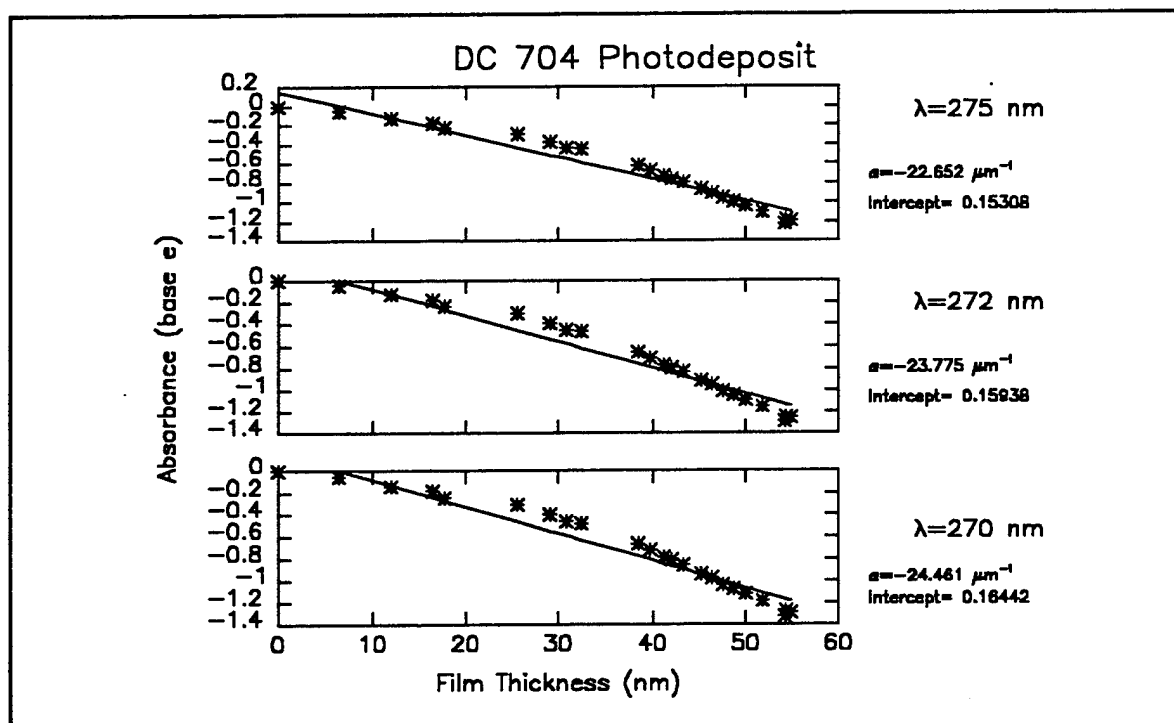 DC 704 Photodeposit
0.2
0
−0.2
−0.4
−0.6
−0.8
−1
−1.2
−1.4
λ=275 nm
α=−22.652 μm⁻¹
Intercept= 0.15308
0
−0.2
−0.4
−0.6
−0.8
−1
−1.2
−1.4
λ=272 nm
α=−23.775 μm⁻¹
Intercept= 0.15938
0
−0.2
−0.4
−0.6
−0.8
−1
−1.2
−1.4
λ=270 nm
α=−24.461 μm⁻¹
Intercept= 0.16442
Absorbance (base e)
0 10 20 30 40 50 60
Film Thickness (nm)